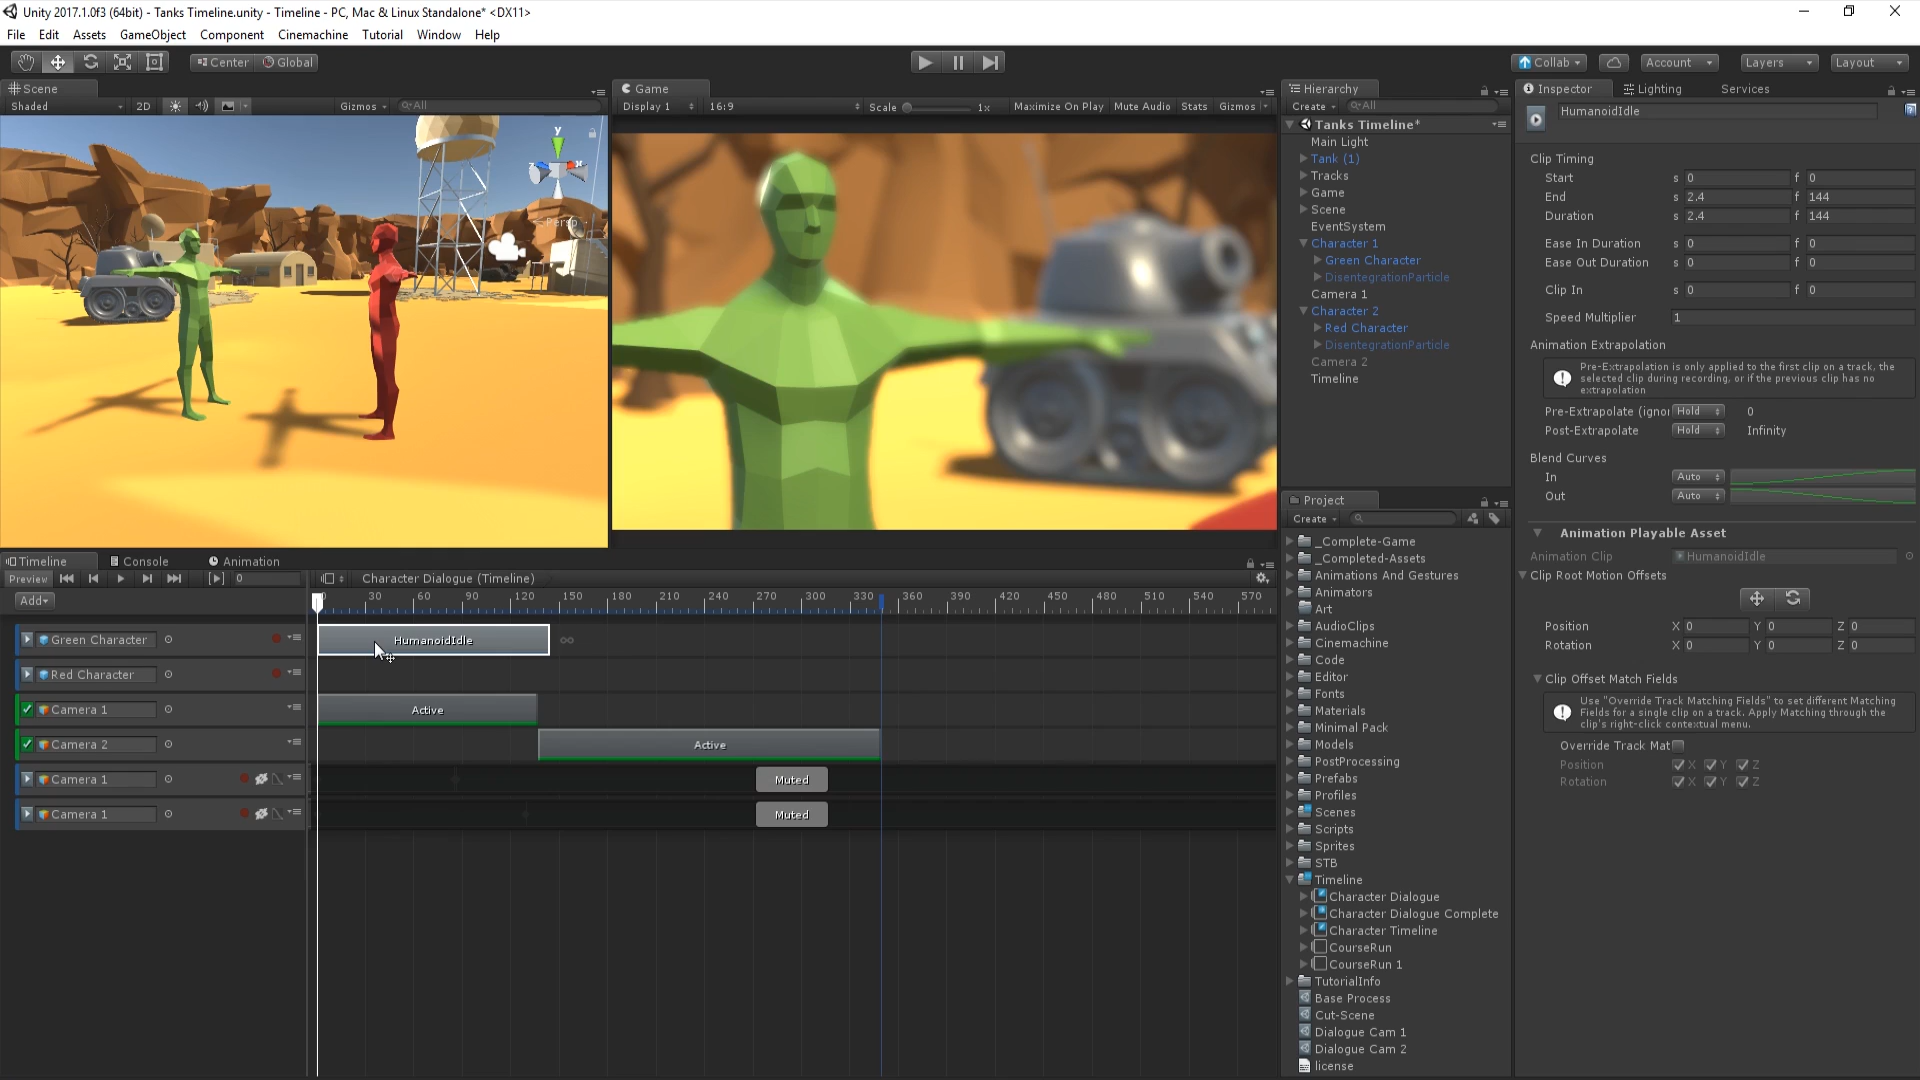 Unity 2017.1.0f3 (64bit) - Tanks Timeline.unity - Timeline - PC, Mac & Linux Standalone* <DX11>
File Edit Assets GameObject Component Cinemachine Tutorial Window Help
Center Global Collab Account Layers Layout
Scene
Shaded 2D Gizmos All
y
x
z
Persp
Game
Display 1 16:9 Scale 1x Maximize On Play Mute Audio Stats Gizmos
Hierarchy
Create All
Tanks Timeline*
Main Light
Tank (1)
Tracks
Game
Scene
EventSystem
Character 1
Green Character
DisentegrationParticle
Camera 1
Character 2
Red Character
DisentegrationParticle
Camera 2
Timeline
Project
Create
_Complete-Game
_Completed-Assets
Animations And Gestures
Animators
Art
AudioClips
Cinemachine
Code
Editor
Fonts
Materials
Minimal Pack
Models
PostProcessing
Prefabs
Profiles
Scenes
Scripts
Sprites
STB
Timeline
Character Dialogue
Character Dialogue Complete
Character Timeline
CourseRun
CourseRun 1
TutorialInfo
Base Process
Cut-Scene
Dialogue Cam 1
Dialogue Cam 2
license
Inspector Lighting Services
HumanoidIdle
Clip Timing
Start s 0 f 0
End s 2.4 f 144
Duration s 2.4 f 144
Ease In Duration s 0 f 0
Ease Out Duration s 0 f 0
Clip In s 0 f 0
Speed Multiplier 1
Animation Extrapolation
Pre-Extrapolation is only applied to the first clip on a track, the
selected clip during recording, or if the previous clip has no
extrapolation
Pre-Extrapolate (ignor Hold 0
Post-Extrapolate Hold Infinity
Blend Curves
In Auto
Out Auto
Animation Playable Asset
Animation Clip HumanoidIdle
Clip Root Motion Offsets
Position X 0 Y 0 Z 0
Rotation X 0 Y 0 Z 0
Clip Offset Match Fields
Use "Override Track Matching Fields" to set different Matching
Fields for a single clip on a track. Apply Matching through the
clip's right-click contextual menu.
Override Track Mat
Position X Y Z
Rotation X Y Z
Timeline Console Animation
Preview 0 Character Dialogue (Timeline)
Add
0 30 60 90 120 150 180 210 240 270 300 330 360 390 420 450 480 510 540 570
Green Character HumanoidIdle
Red Character
Camera 1 Active
Camera 2 Active
Camera 1 Muted
Camera 1 Muted